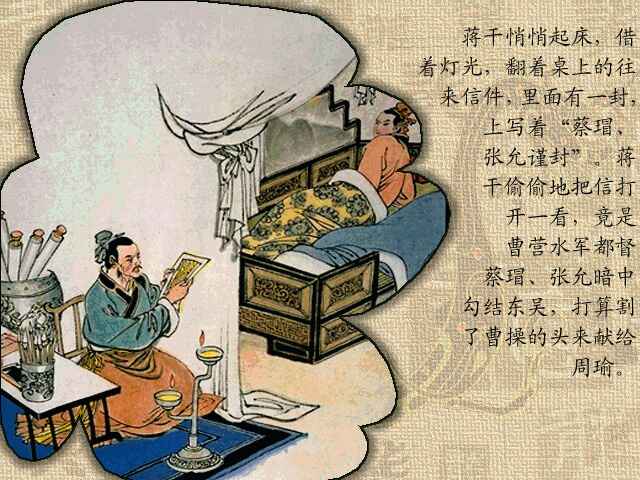 蒋干悄悄起床，借
着灯光，翻着桌上的往
来信件，里面有一封，
上写着“蔡瑁、
张允谨封”。蒋
干偷偷地把信打
开一看，竟是
曹营水军都督
蔡瑁、张允暗中
勾结东吴，打算割
了曹操的头来献给
周瑜。